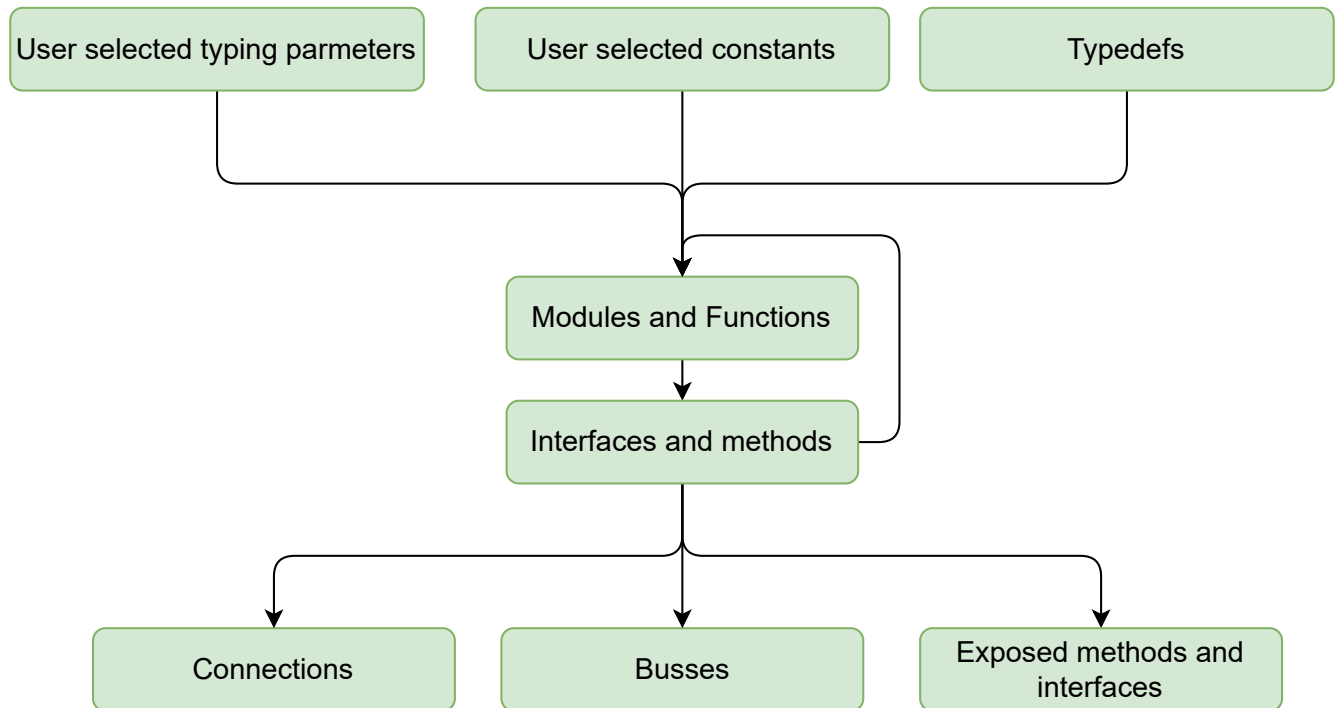 User selected typing parmeters
User selected constants
Typedefs
Modules and Functions
Interfaces and methods
Connections
Busses
Exposed methods and
interfaces